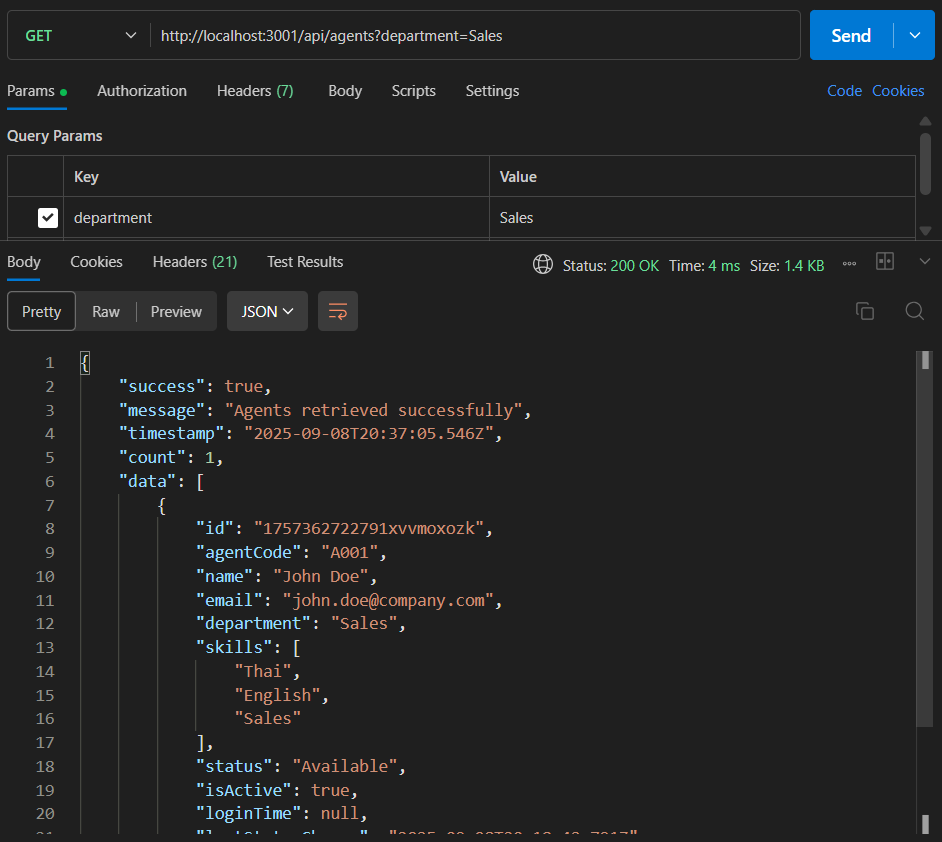 GET http://localhost:3001/api/agents?department=Sales Send
Params Authorization Headers (7) Body Scripts Settings Code Cookies
Query Params
Key Value
department Sales
Body Cookies Headers (21) Test Results Status: 200 OK Time: 4 ms Size: 1.4 KB
Pretty Raw Preview JSON
1 {
2 "success": true,
3 "message": "Agents retrieved successfully",
4 "timestamp": "2025-09-08T20:37:05.546Z",
5 "count": 1,
6 "data": [
7 {
8 "id": "1757362722791xvvmoxozk",
9 "agentCode": "A001",
10 "name": "John Doe",
11 "email": "john.doe@company.com",
12 "department": "Sales",
13 "skills": [
14 "Thai",
15 "English",
16 "Sales"
17 ],
18 "status": "Available",
19 "isActive": true,
20 "loginTime": null,